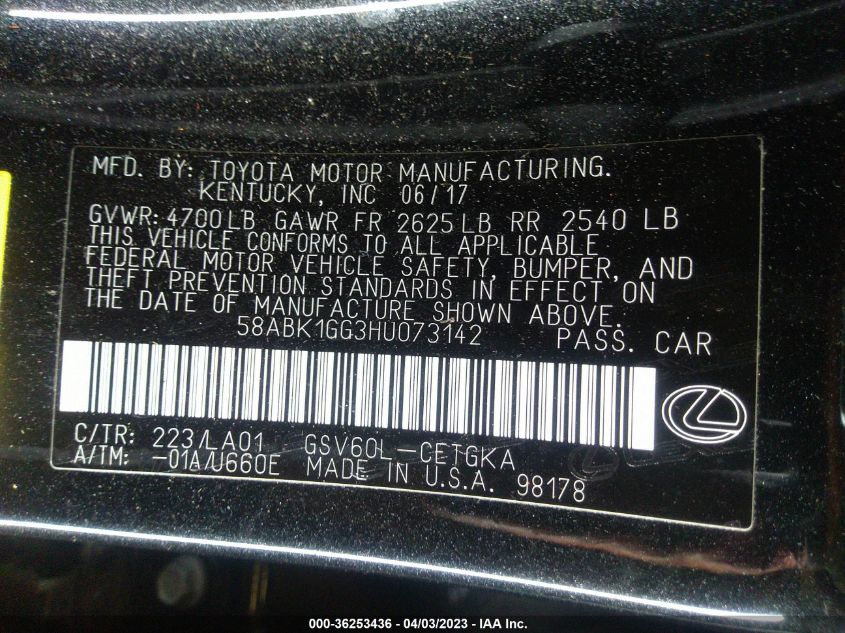 MFD. BY: TOYOTA MOTOR MANUFACTURING.
KENTUCKY, INC 06/17
GVWR: 4700LB GAWR FR 2625LB RR 2540 LB
THIS VEHICLE CONFORMS TO ALL APPLICABLE
FEDERAL MOTOR VEHICLE SAFETY, BUMPER, AND
THEFT PREVENTION STANDARDS IN EFFECT ON
THE DATE OF MANUFACTURE SHOWN ABOVE.
58ABK1GG3HU073142 PASS. CAR
C/TR: 223/LA01 GSV60L-CETGKA
A/TM: -01A/U660E MADE IN U.S.A. 98178
000-36253436 - 04/03/2023 - IAA Inc.